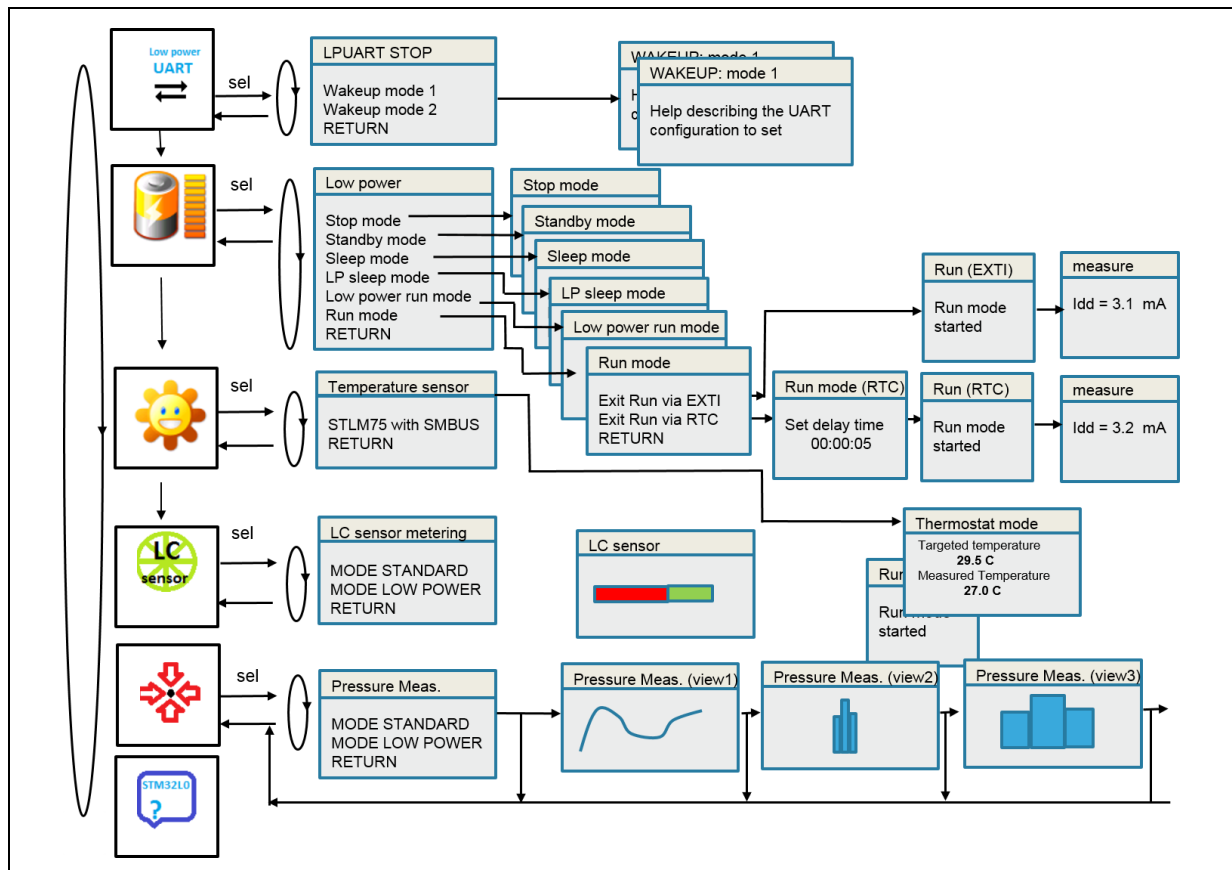 Low power
UART
sel
LPUART STOP
Wakeup mode 1
Wakeup mode 2
RETURN
WAKEUP: mode 1
WAKEUP: mode 1
Help describing the UART
configuration to set
sel
Low power
Stop mode
Standby mode
Sleep mode
LP sleep mode
Low power run mode
Run mode
RETURN
Stop mode
Standby mode
Sleep mode
LP sleep mode
Low power run mode
Run mode
Exit Run via EXTI
Exit Run via RTC
RETURN
Run (EXTI)
Run mode
started
measure
Idd = 3.1 mA
Run mode (RTC)
Set delay time
00:00:05
Run (RTC)
Run mode
started
measure
Idd = 3.2 mA
sel
Temperature sensor
STLM75 with SMBUS
RETURN
Thermostat mode
Targeted temperature
29.5 C
Measured Temperature
27.0 C
Run mode
started
LC
sensor
sel
LC sensor metering
MODE STANDARD
MODE LOW POWER
RETURN
LC sensor
sel
Pressure Meas.
MODE STANDARD
MODE LOW POWER
RETURN
Pressure Meas. (view1)
Pressure Meas. (view2)
Pressure Meas. (view3)
STM32L0
?